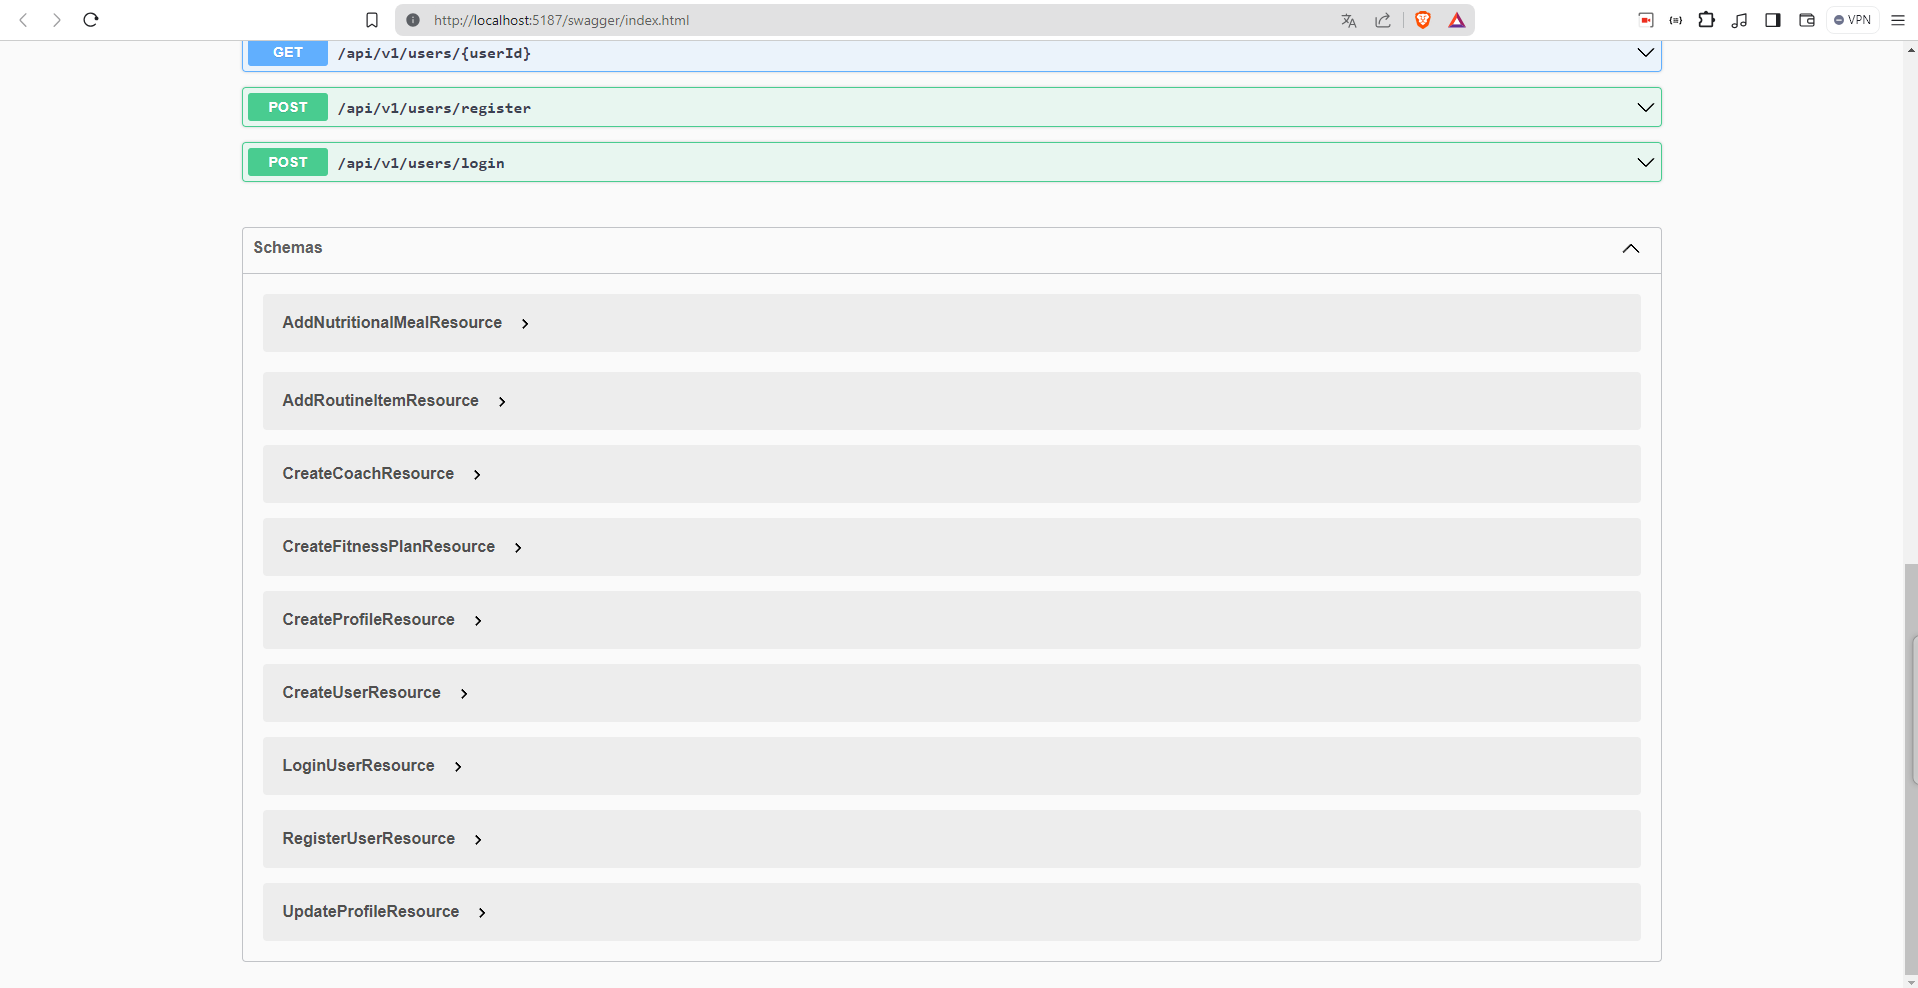 http://localhost:5187/swagger/index.html
VPN
GET /api/v1/users/{userId}
POST /api/v1/users/register
POST /api/v1/users/login
Schemas
AddNutritionalMealResource
AddRoutineItemResource
CreateCoachResource
CreateFitnessPlanResource
CreateProfileResource
CreateUserResource
LoginUserResource
RegisterUserResource
UpdateProfileResource